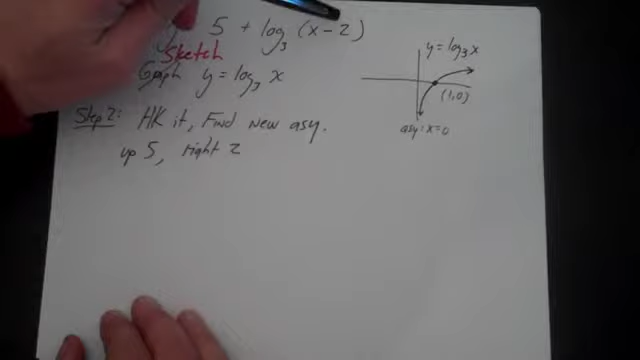 5 + log₃ (x-2)
Sketch
Graph y = log₃ x
Step 2: HK it, Find new asy.
up 5, right 2
y = log₃ x
(1,0)
asy: x=0